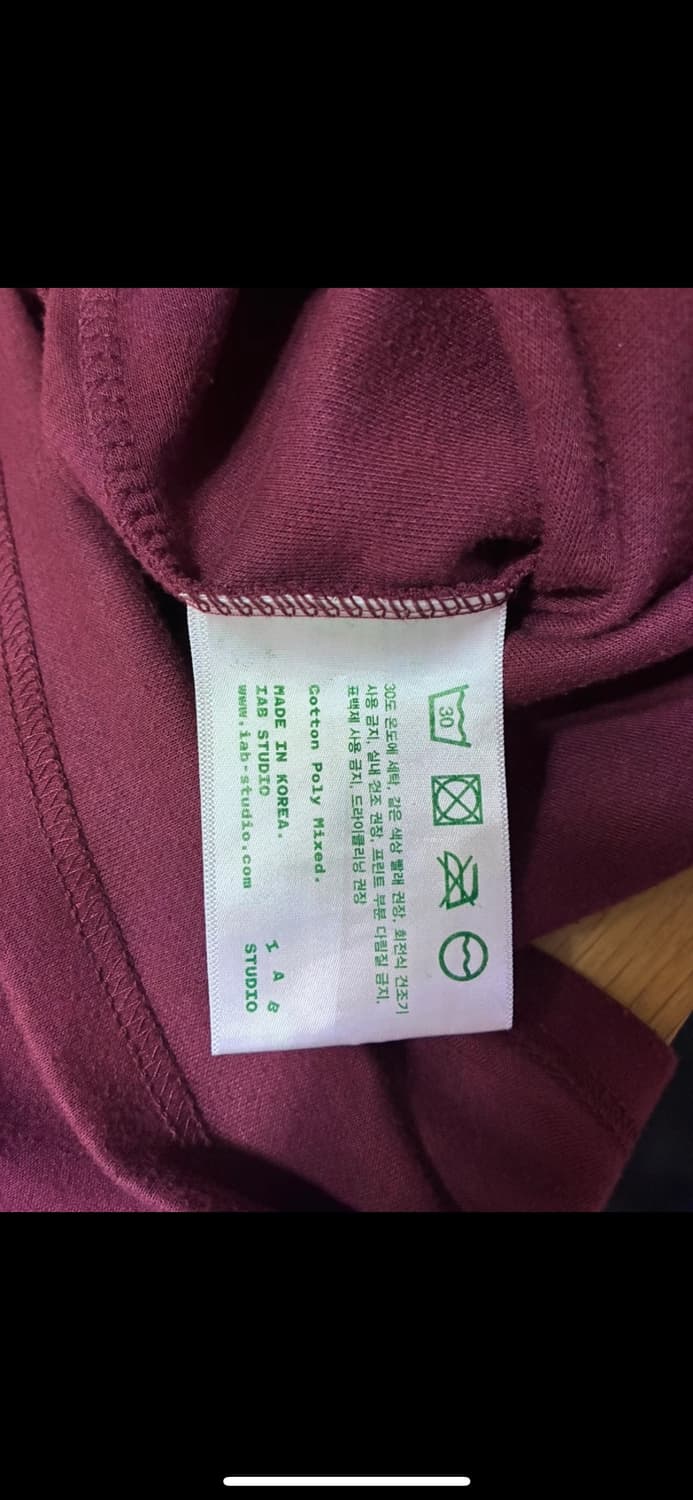 30
30도 온도에 세탁, 같은 색상 빨래 권장, 회전식 건조기
사용 금지, 실내 건조 권장, 프린트 부분 다림질 금지,
표백제 사용 금지, 드라이클리닝 권장
Cotton Poly Mixed.
MADE IN KOREA.
IAB STUDIO
www.iab-studio.com
I A B
STUDIO